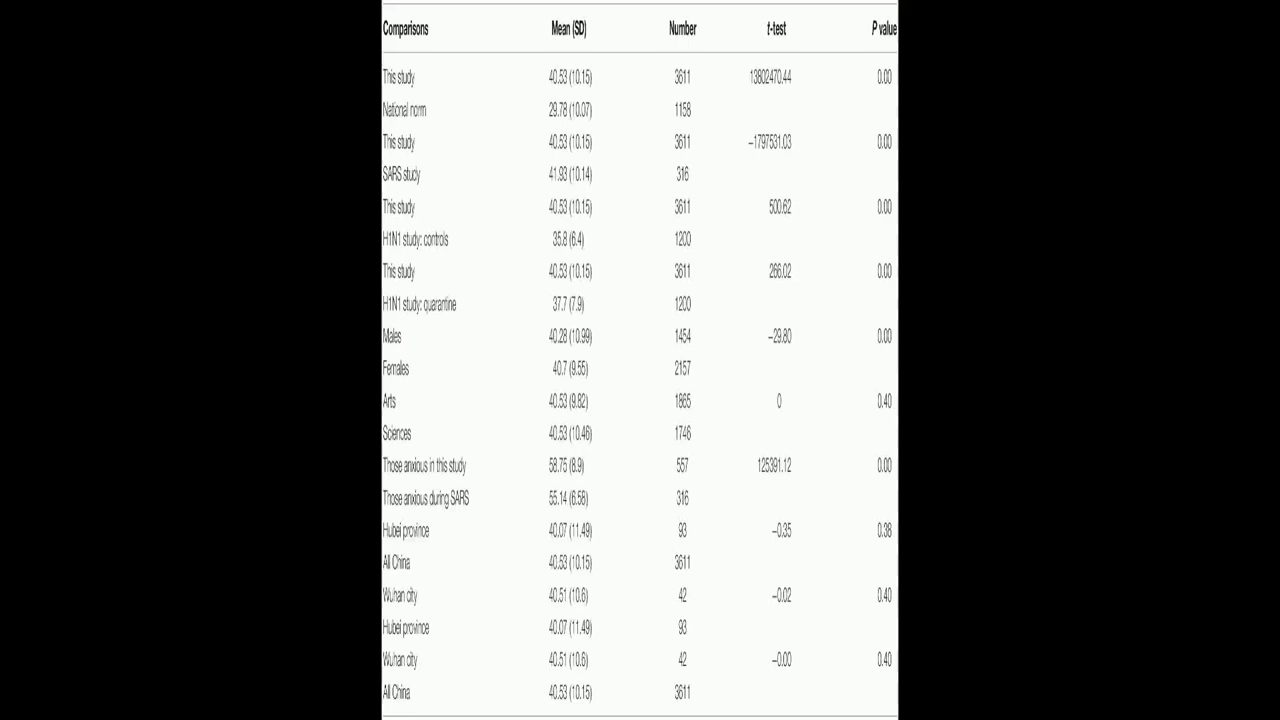 Comparisons Mean (SD) Number t-test P value
This study 40.53 (10.15) 3611 13802470.44 0.00
National norm 29.78 (10.07) 1158
This study 40.53 (10.15) 3611 −1797531.03 0.00
SARS study 41.93 (10.14) 316
This study 40.53 (10.15) 3611 500.62 0.00
H1N1 study: controls 35.8 (6.4) 1200
This study 40.53 (10.15) 3611 266.02 0.00
H1N1 study: quarantine 37.7 (7.9) 1200
Males 40.28 (10.99) 1454 −29.80 0.00
Females 40.7 (9.55) 2157
Arts 40.53 (9.82) 1865 0 0.40
Sciences 40.53 (10.46) 1746
Those anxious in this study 58.75 (8.9) 557 125391.12 0.00
Those anxious during SARS 55.14 (6.58) 316
Hubei province 40.07 (11.49) 93 −0.35 0.38
All China 40.53 (10.15) 3611
Wuhan city 40.51 (10.6) 42 −0.02 0.40
Hubei province 40.07 (11.49) 93
Wuhan city 40.51 (10.6) 42 −0.00 0.40
All China 40.53 (10.15) 3611